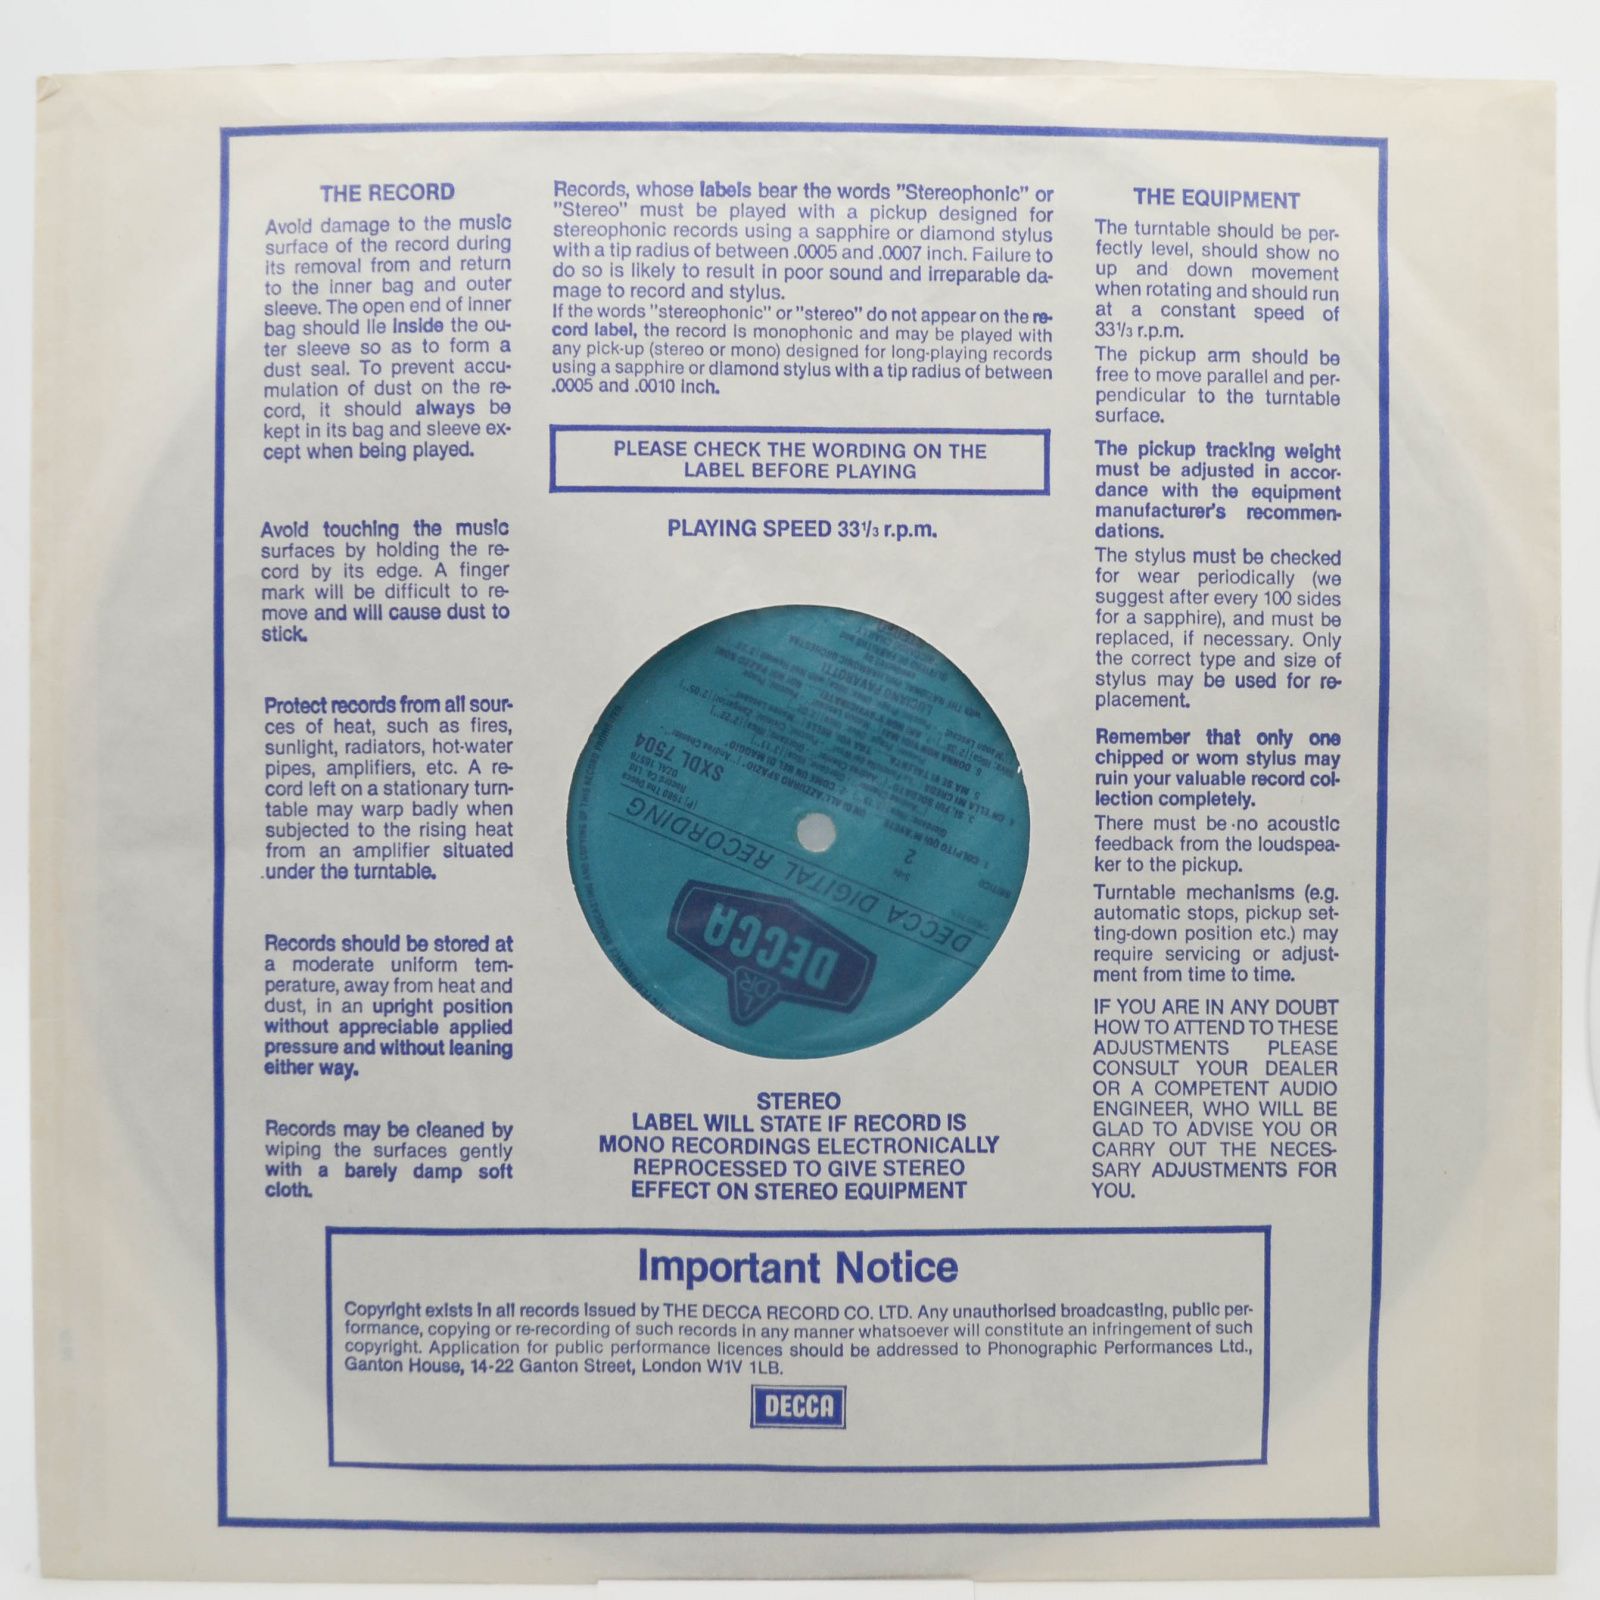 THE RECORD
Avoid damage to the music
surface of the record during
its removal from and return
to the inner bag and outer
sleeve. The open end of inner
bag should lie inside the ou-
ter sleeve so as to form a
dust seal. To prevent accu-
mulation of dust on the re-
cord, it should always be
kept in its bag and sleeve ex-
cept when being played.
Avoid touching the music
surfaces by holding the re-
cord by its edge. A finger
mark will be difficult to re-
move and will cause dust to
stick.
Protect records from all sour-
ces of heat, such as fires,
sunlight, radiators, hot-water
pipes, amplifiers, etc. A re-
cord left on a stationary turn-
table may warp badly when
subjected to the rising heat
from an amplifier situated
under the turntable.
Records should be stored at
a moderate uniform tem-
perature, away from heat and
dust, in an upright position
without appreciable applied
pressure and without leaning
either way.
Records may be cleaned by
wiping the surfaces gently
with a barely damp soft
cloth.
Records, whose labels bear the words "Stereophonic" or
"Stereo" must be played with a pickup designed for
stereophonic records using a sapphire or diamond stylus
with a tip radius of between .0005 and .0007 inch. Failure to
do so is likely to result in poor sound and irreparable da-
mage to record and stylus.
If the words "stereophonic" or "stereo" do not appear on the re-
cord label, the record is monophonic and may be played with
any pick-up (stereo or mono) designed for long-playing records
using a sapphire or diamond stylus with a tip radius of between
.0005 and .0010 inch.
PLEASE CHECK THE WORDING ON THE
LABEL BEFORE PLAYING
PLAYING SPEED 33 1/3 r.p.m.
DECCA
DECCA DIGITAL RECORDING
Side
2
(P) 1980 The Decca
Record Co. Ltd
SXDL 7504
LUCIANO PAVAROTTI
STEREO
LABEL WILL STATE IF RECORD IS
MONO RECORDINGS ELECTRONICALLY
REPROCESSED TO GIVE STEREO
EFFECT ON STEREO EQUIPMENT
THE EQUIPMENT
The turntable should be per-
fectly level, should show no
up and down movement
when rotating and should run
at a constant speed of
33 1/3 r.p.m.
The pickup arm should be
free to move parallel and per-
pendicular to the turntable
surface.
The pickup tracking weight
must be adjusted in accor-
dance with the equipment
manufacturer's recommen-
dations.
The stylus must be checked
for wear periodically (we
suggest after every 100 sides
for a sapphire), and must be
replaced, if necessary. Only
the correct type and size of
stylus may be used for re-
placement.
Remember that only one
chipped or worn stylus may
ruin your valuable record col-
lection completely.
There must be no acoustic
feedback from the loudspea-
ker to the pickup.
Turntable mechanisms (e.g.
automatic stops, pickup set-
ting-down position etc.) may
require servicing or adjust-
ment from time to time.
IF YOU ARE IN ANY DOUBT
HOW TO ATTEND TO THESE
ADJUSTMENTS PLEASE
CONSULT YOUR DEALER
OR A COMPETENT AUDIO
ENGINEER, WHO WILL BE
GLAD TO ADVISE YOU OR
CARRY OUT THE NECES-
SARY ADJUSTMENTS FOR
YOU.
Important Notice
Copyright exists in all records issued by THE DECCA RECORD CO. LTD. Any unauthorised broadcasting, public per-
formance, copying or re-recording of such records in any manner whatsoever will constitute an infringement of such
copyright. Application for public performance licences should be addressed to Phonographic Performances Ltd.,
Ganton House, 14-22 Ganton Street, London W1V 1LB.
DECCA